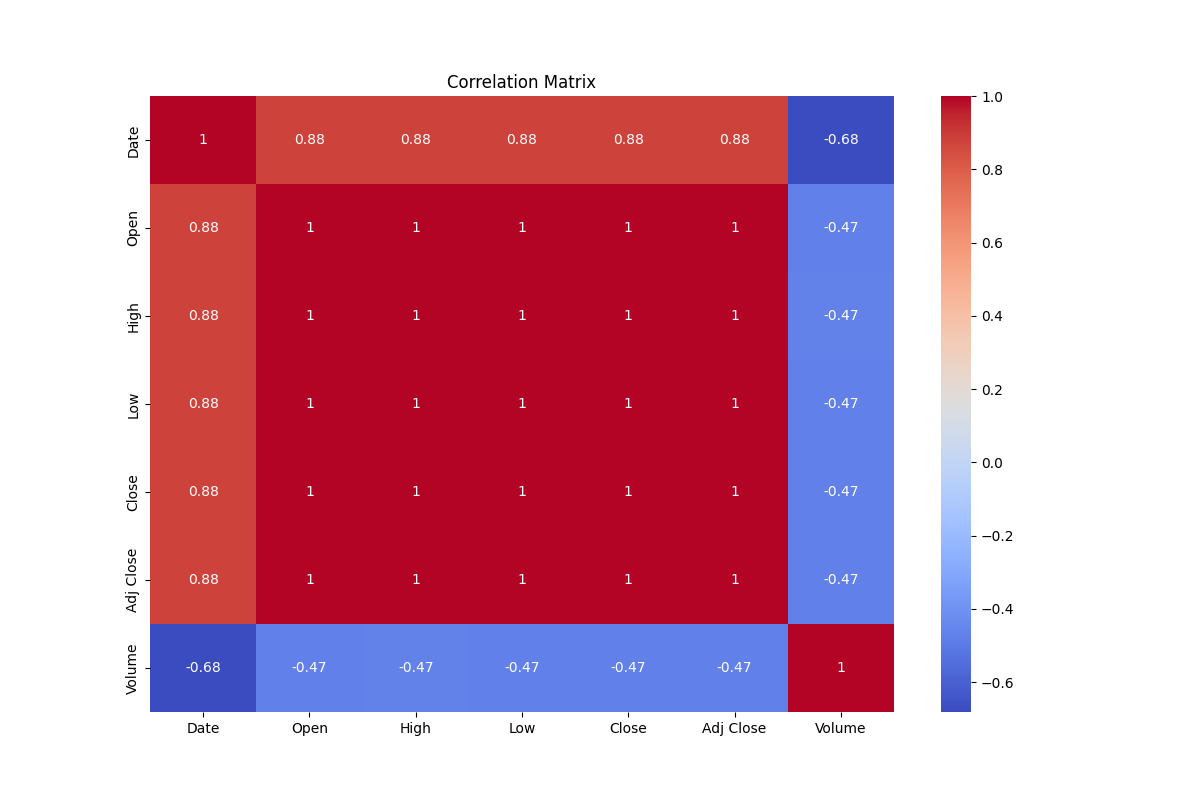 Correlation Matrix
Date 1 0.88 0.88 0.88 0.88 0.88 -0.68
Open 0.88 1 1 1 1 1 -0.47
High 0.88 1 1 1 1 1 -0.47
Low 0.88 1 1 1 1 1 -0.47
Close 0.88 1 1 1 1 1 -0.47
Adj Close 0.88 1 1 1 1 1 -0.47
Volume -0.68 -0.47 -0.47 -0.47 -0.47 -0.47 1
Date Open High Low Close Adj Close Volume
1.0
0.8
0.6
0.4
0.2
0.0
−0.2
−0.4
−0.6